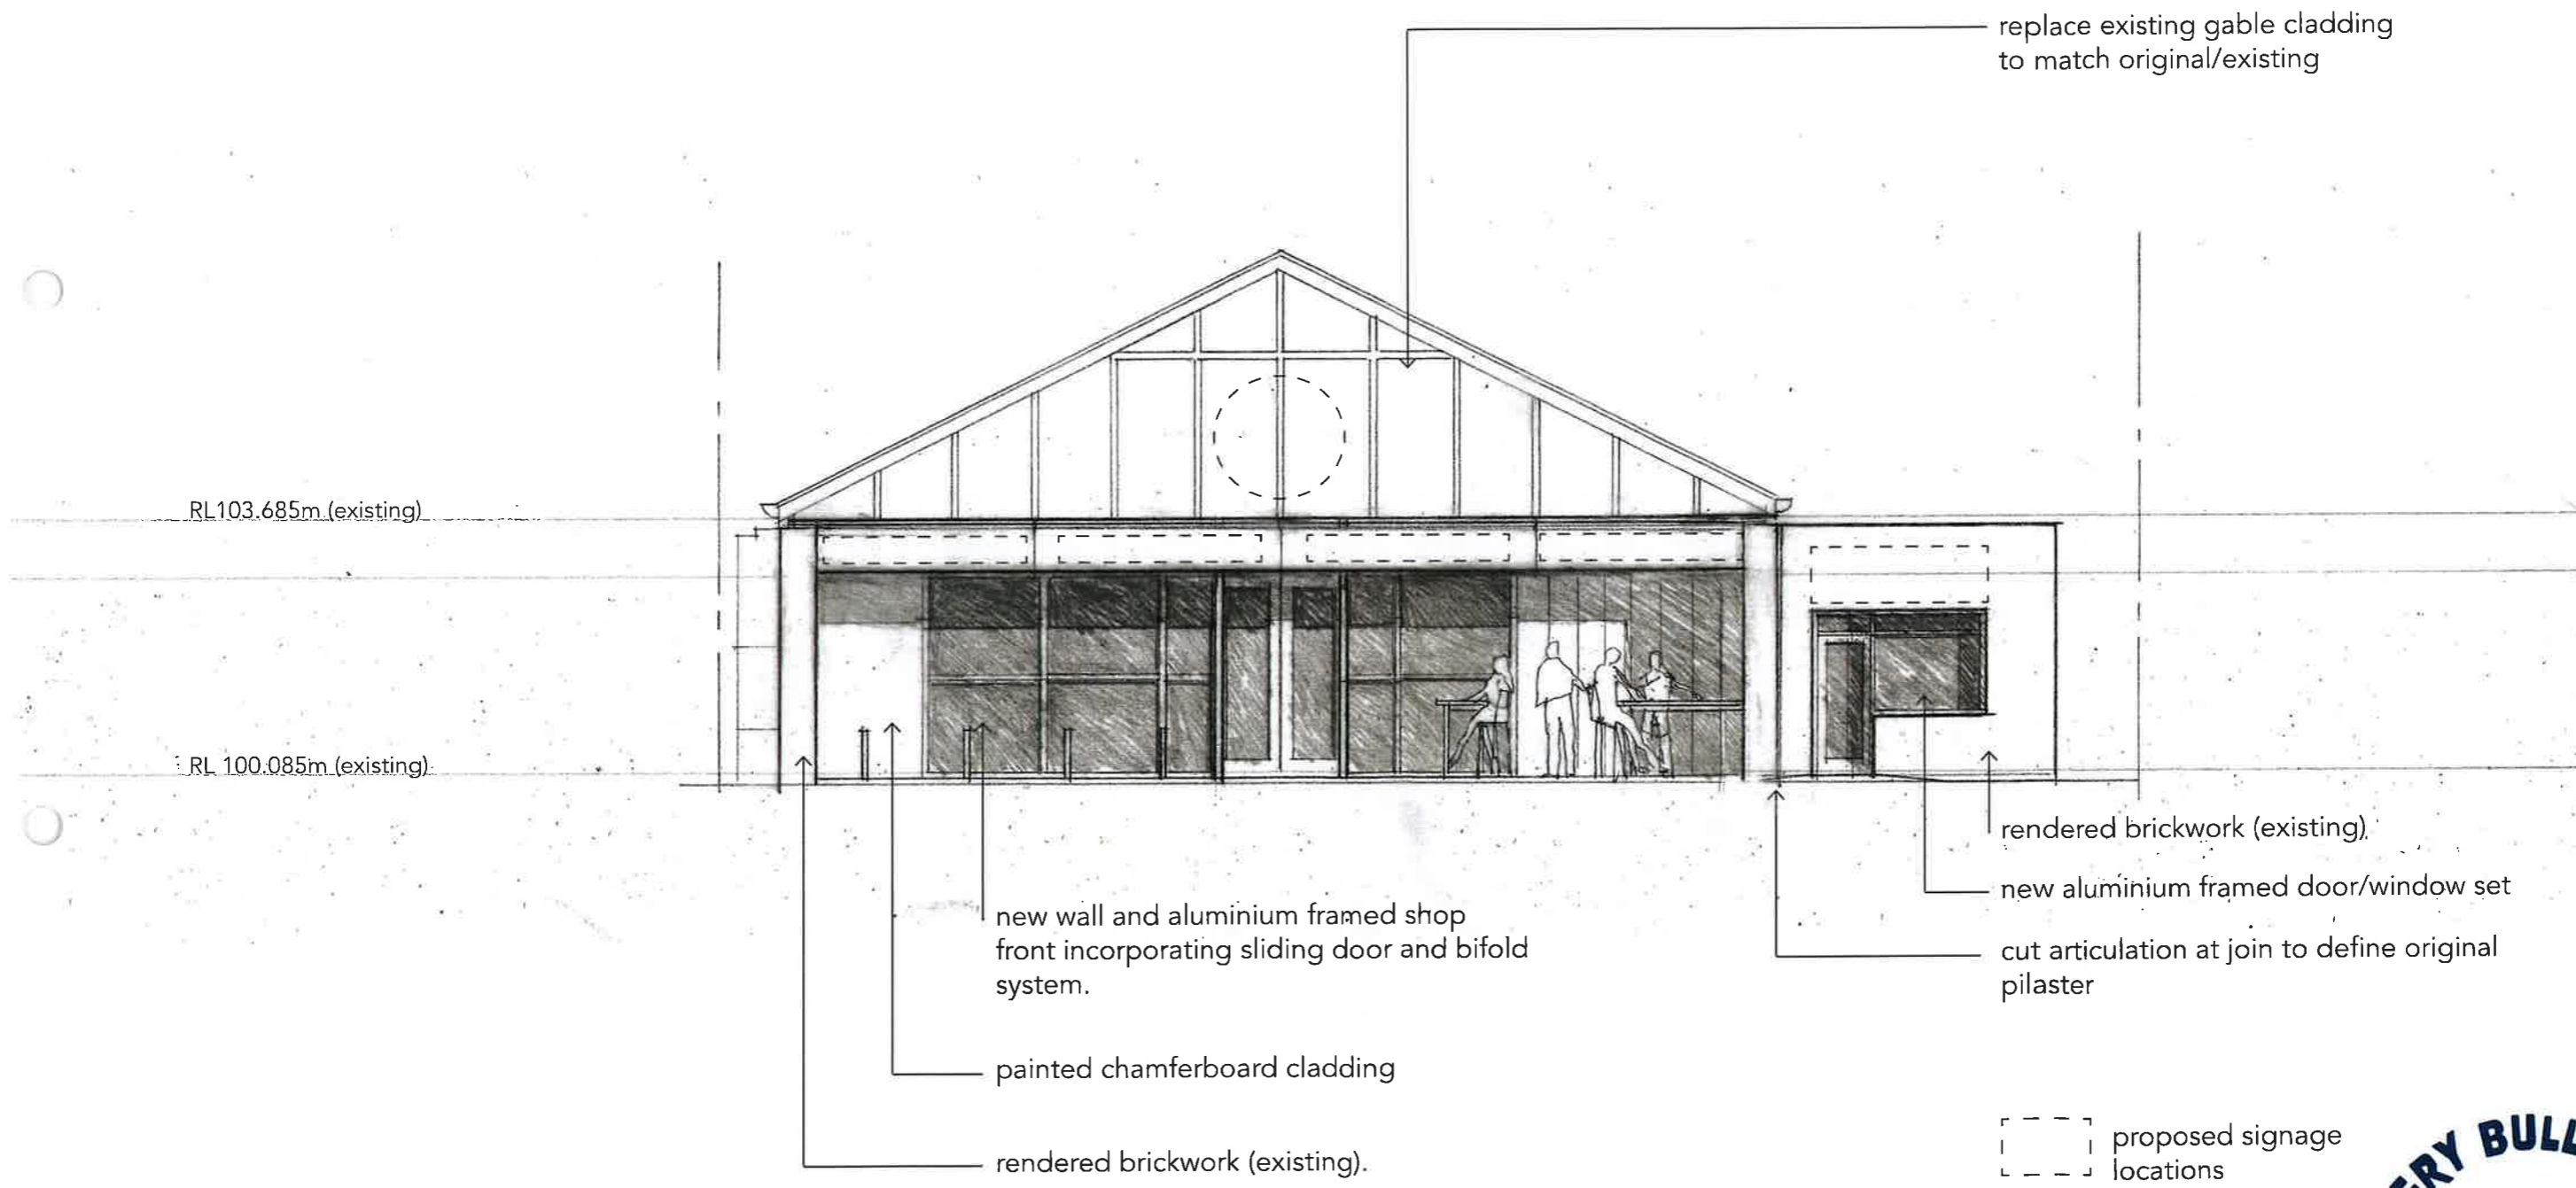 replace existing gable cladding
to match original/existing
RL103.685m (existing)
RL 100.085m (existing)
rendered brickwork (existing)
new aluminium framed door/window set
cut articulation at join to define original
pilaster
new wall and aluminium framed shop
front incorporating sliding door and bifold
system.
painted chamferboard cladding
rendered brickwork (existing).
proposed signage
locations